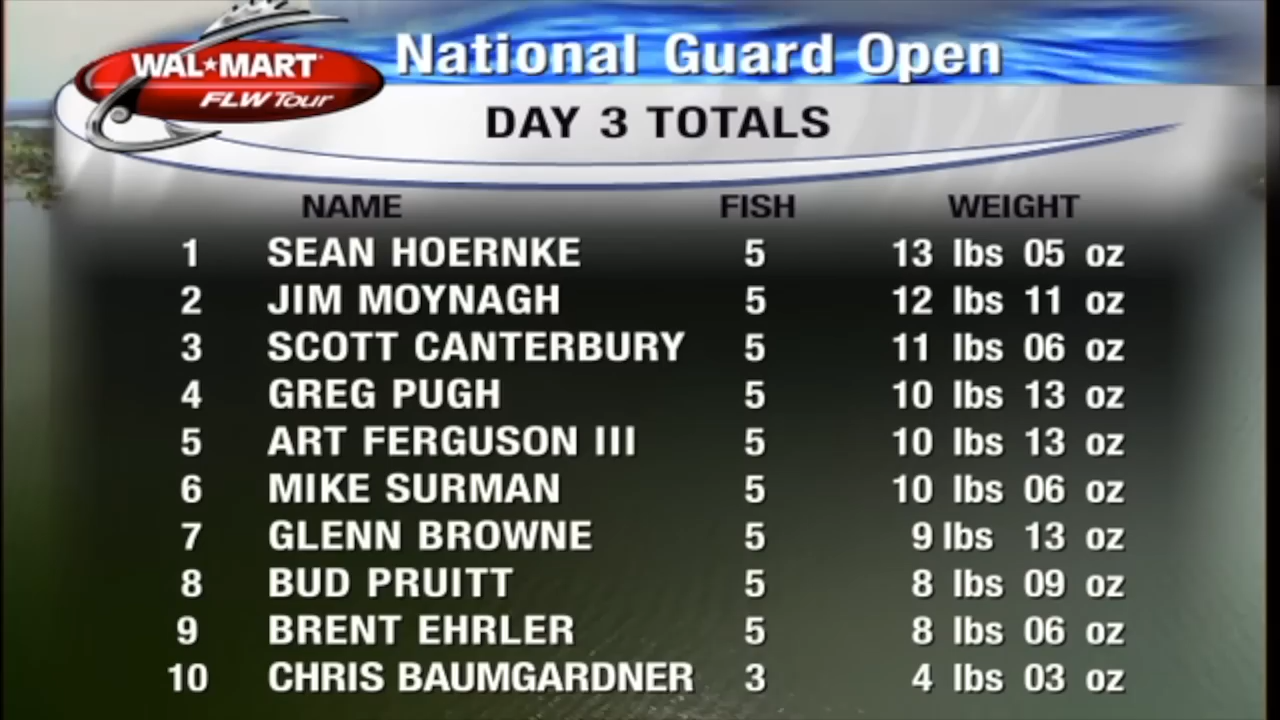 WAL★MART
FLW TOUR
National Guard Open
DAY 3 TOTALS
NAME FISH WEIGHT
1 SEAN HOERNKE 5 13 lbs 05 oz
2 JIM MOYNAGH 5 12 lbs 11 oz
3 SCOTT CANTERBURY 5 11 lbs 06 oz
4 GREG PUGH 5 10 lbs 13 oz
5 ART FERGUSON III 5 10 lbs 13 oz
6 MIKE SURMAN 5 10 lbs 06 oz
7 GLENN BROWNE 5 9 lbs 13 oz
8 BUD PRUITT 5 8 lbs 09 oz
9 BRENT EHRLER 5 8 lbs 06 oz
10 CHRIS BAUMGARDNER 3 4 lbs 03 oz